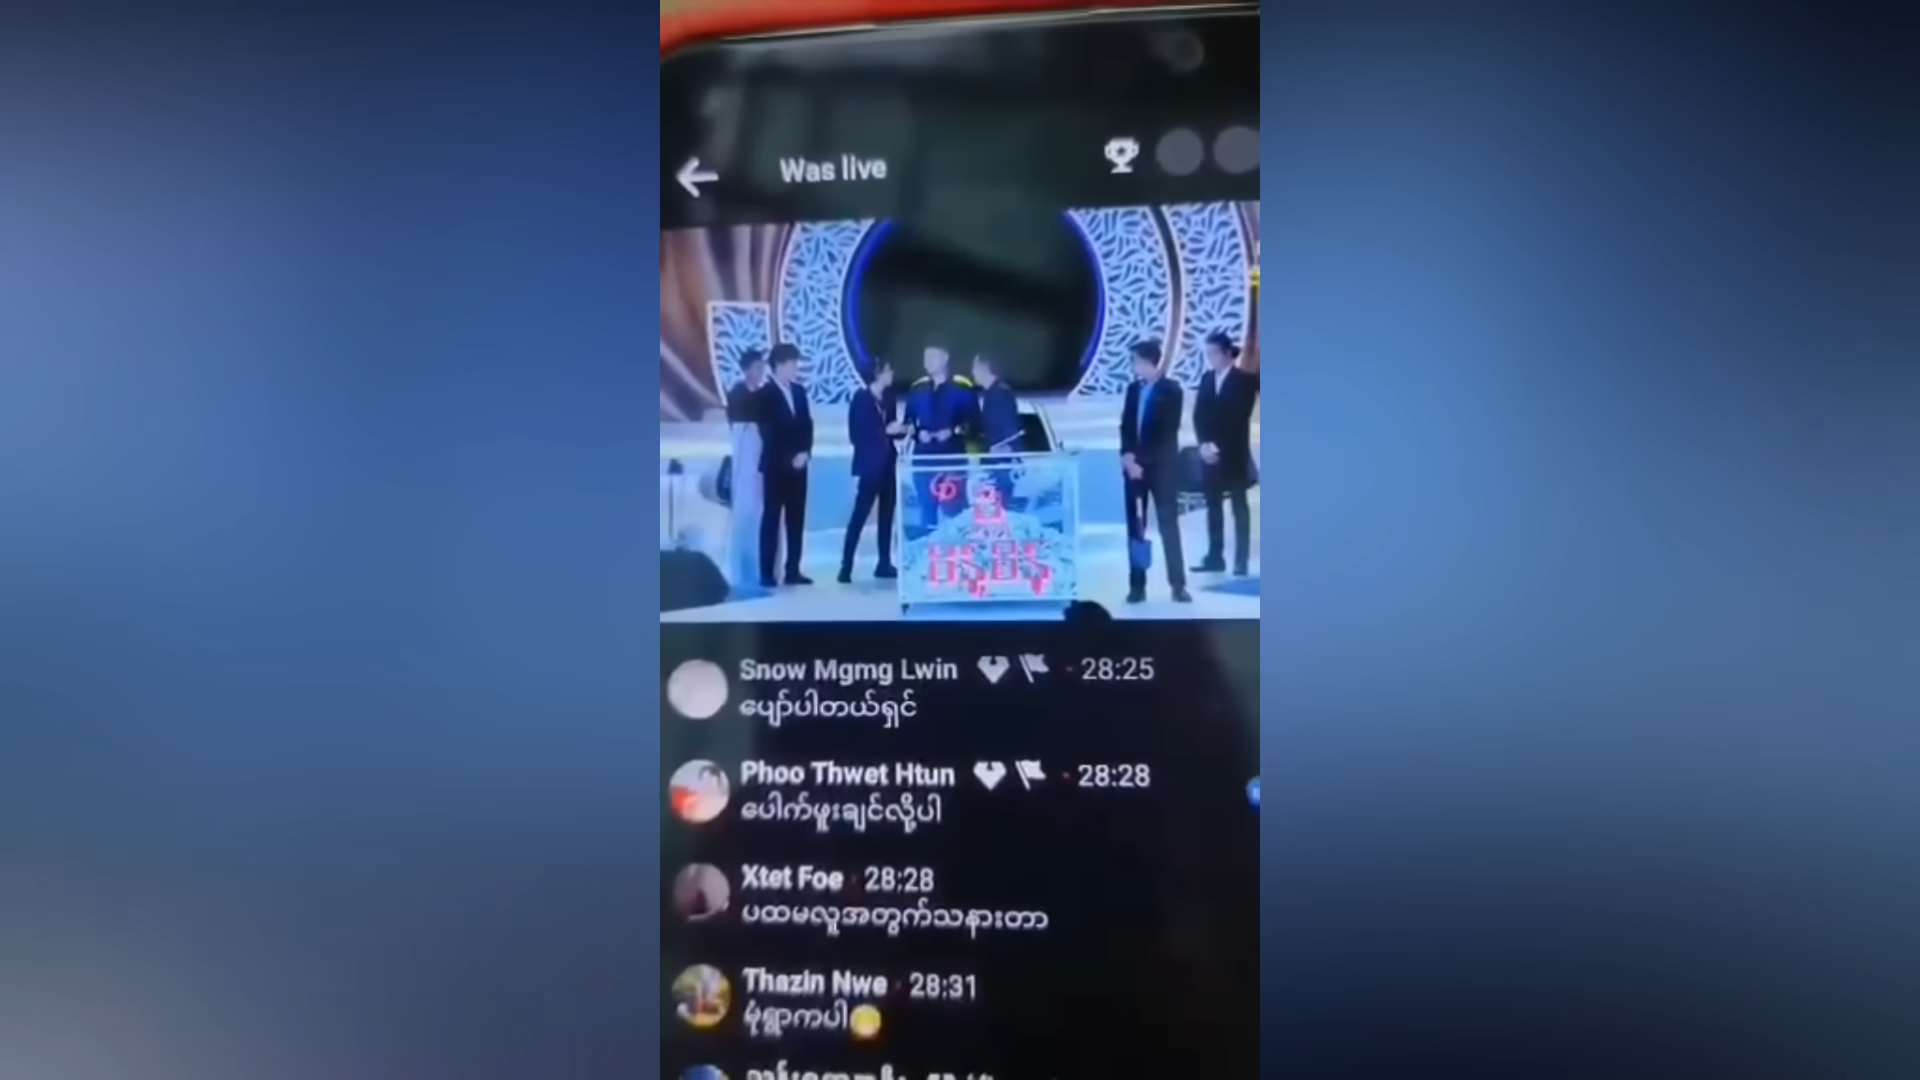 Was live
Snow Mgmg Lwin · 28:25
ပျော်ပါတယ်ရှင်
Phoo Thwet Htun · 28:28
ပေါက်ဖူးချင်လို့ပါ
Xtet Foe · 28:28
ပထမလူအတွက်သနားတာ
Thazin Nwe · 28:31
မုံရွာကပါ